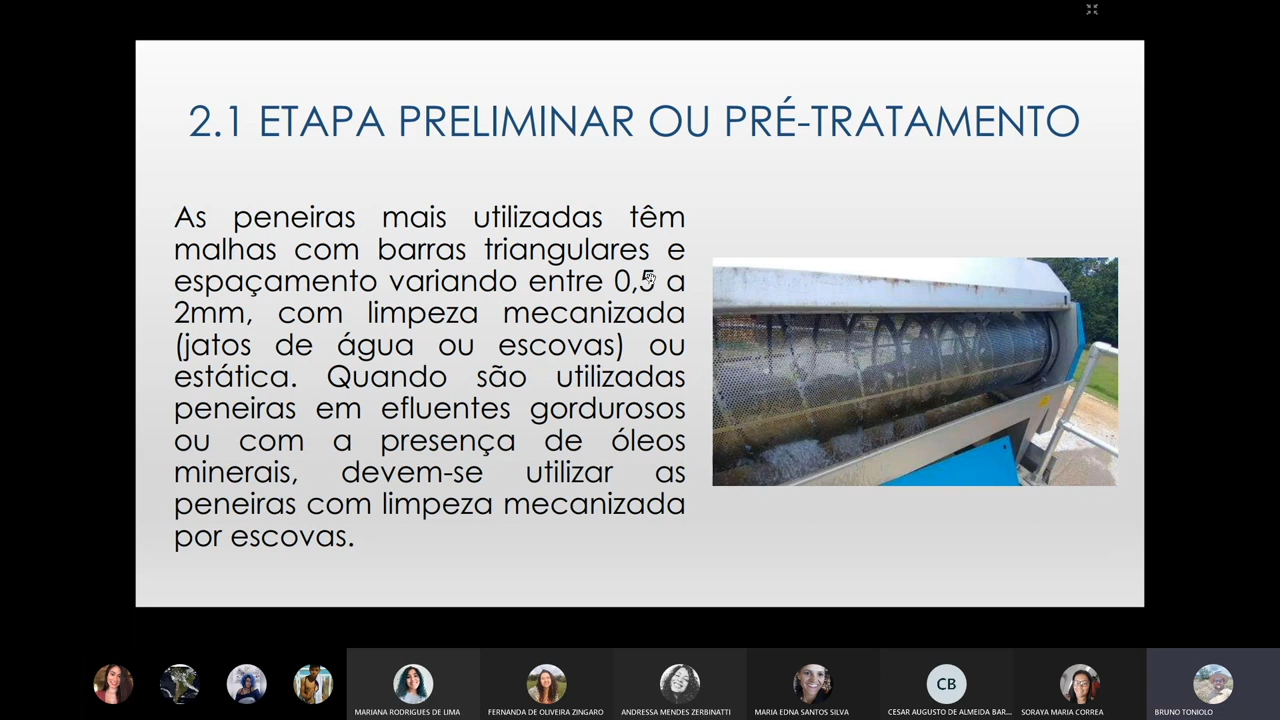 2.1 ETAPA PRELIMINAR OU PRÉ-TRATAMENTO
As peneiras mais utilizadas têm
malhas com barras triangulares e
espaçamento variando entre 0,5 a
2mm, com limpeza mecanizada
(jatos de água ou escovas) ou
estática. Quando são utilizadas
peneiras em efluentes gordurosos
ou com a presença de óleos
minerais, devem-se utilizar as
peneiras com limpeza mecanizada
por escovas.
CB
MARIANA RODRIGUES DE LIMA
FERNANDA DE OLIVEIRA ZINGARO
ANDRESSA MENDES ZERBINATTI
MARIA EDNA SANTOS SILVA
CESAR AUGUSTO DE ALMEIDA BAR...
SORAYA MARIA CORREA
BRUNO TONIOLO